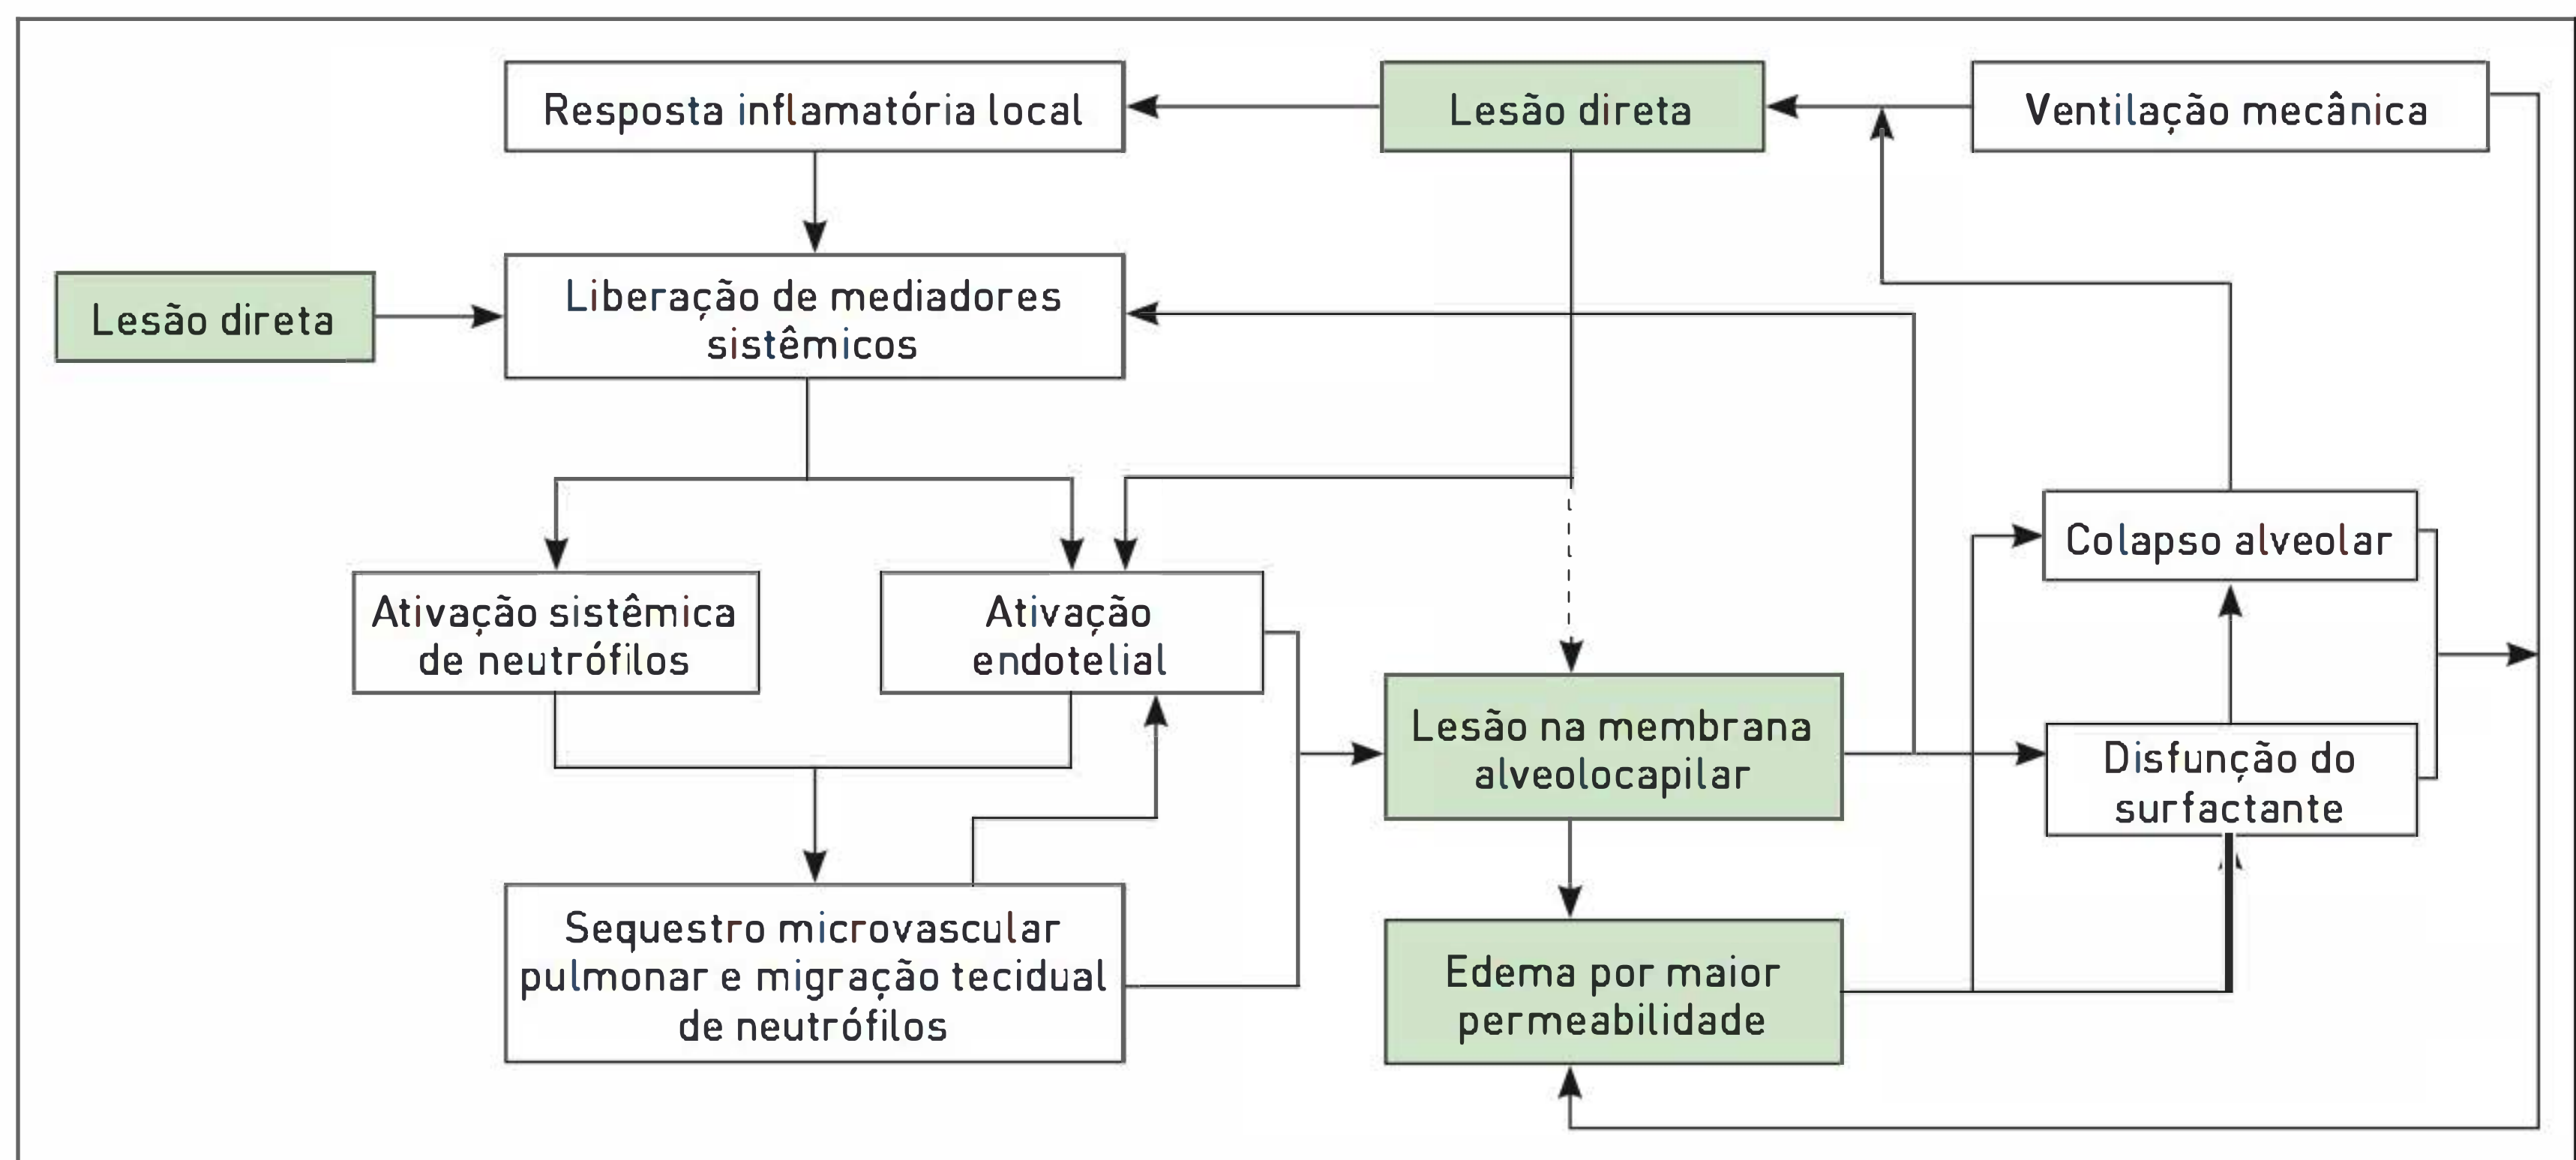 Resposta inflamatória local
Lesão direta
Ventilação mecânica
Lesão direta
Liberação de mediadores
sistêmicos
Colapso alveolar
Ativação sistêmica
de neutrófilos
Ativação
endotelial
Lesão na membrana
alveolocapilar
Disfunção do
surfactante
Sequestro microvascular
pulmonar e migração tecidual
de neutrófilos
Edema por maior
permeabilidade